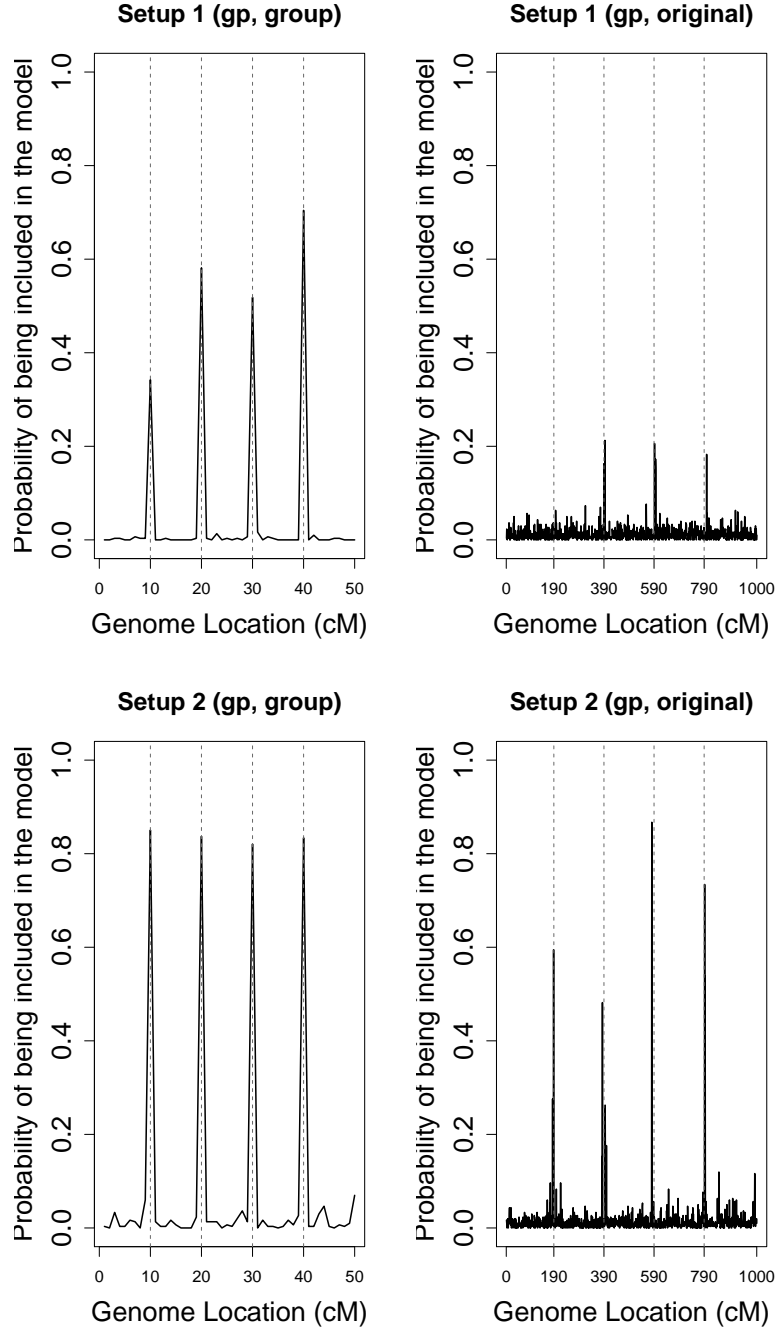 Setup 1 (gp, group)
Probability of being included in the model
0.0 0.2 0.4 0.6 0.8 1.0
0 10 20 30 40 50
Genome Location (cM)
Setup 1 (gp, original)
Probability of being included in the model
0.0 0.2 0.4 0.6 0.8 1.0
0 190 390 590 790 1000
Genome Location (cM)
Setup 2 (gp, group)
Probability of being included in the model
0.0 0.2 0.4 0.6 0.8 1.0
0 10 20 30 40 50
Genome Location (cM)
Setup 2 (gp, original)
Probability of being included in the model
0.0 0.2 0.4 0.6 0.8 1.0
0 190 390 590 790 1000
Genome Location (cM)